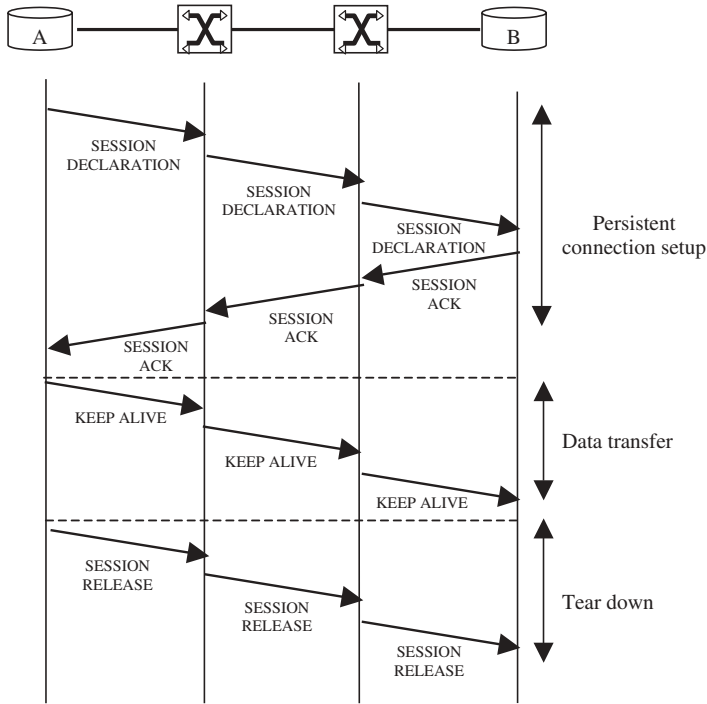 A
B
SESSION
DECLARATION
SESSION
DECLARATION
SESSION
DECLARATION
Persistent
connection setup
SESSION
ACK
SESSION
ACK
SESSION
ACK
KEEP ALIVE
KEEP ALIVE
KEEP ALIVE
Data transfer
SESSION
RELEASE
SESSION
RELEASE
SESSION
RELEASE
Tear down